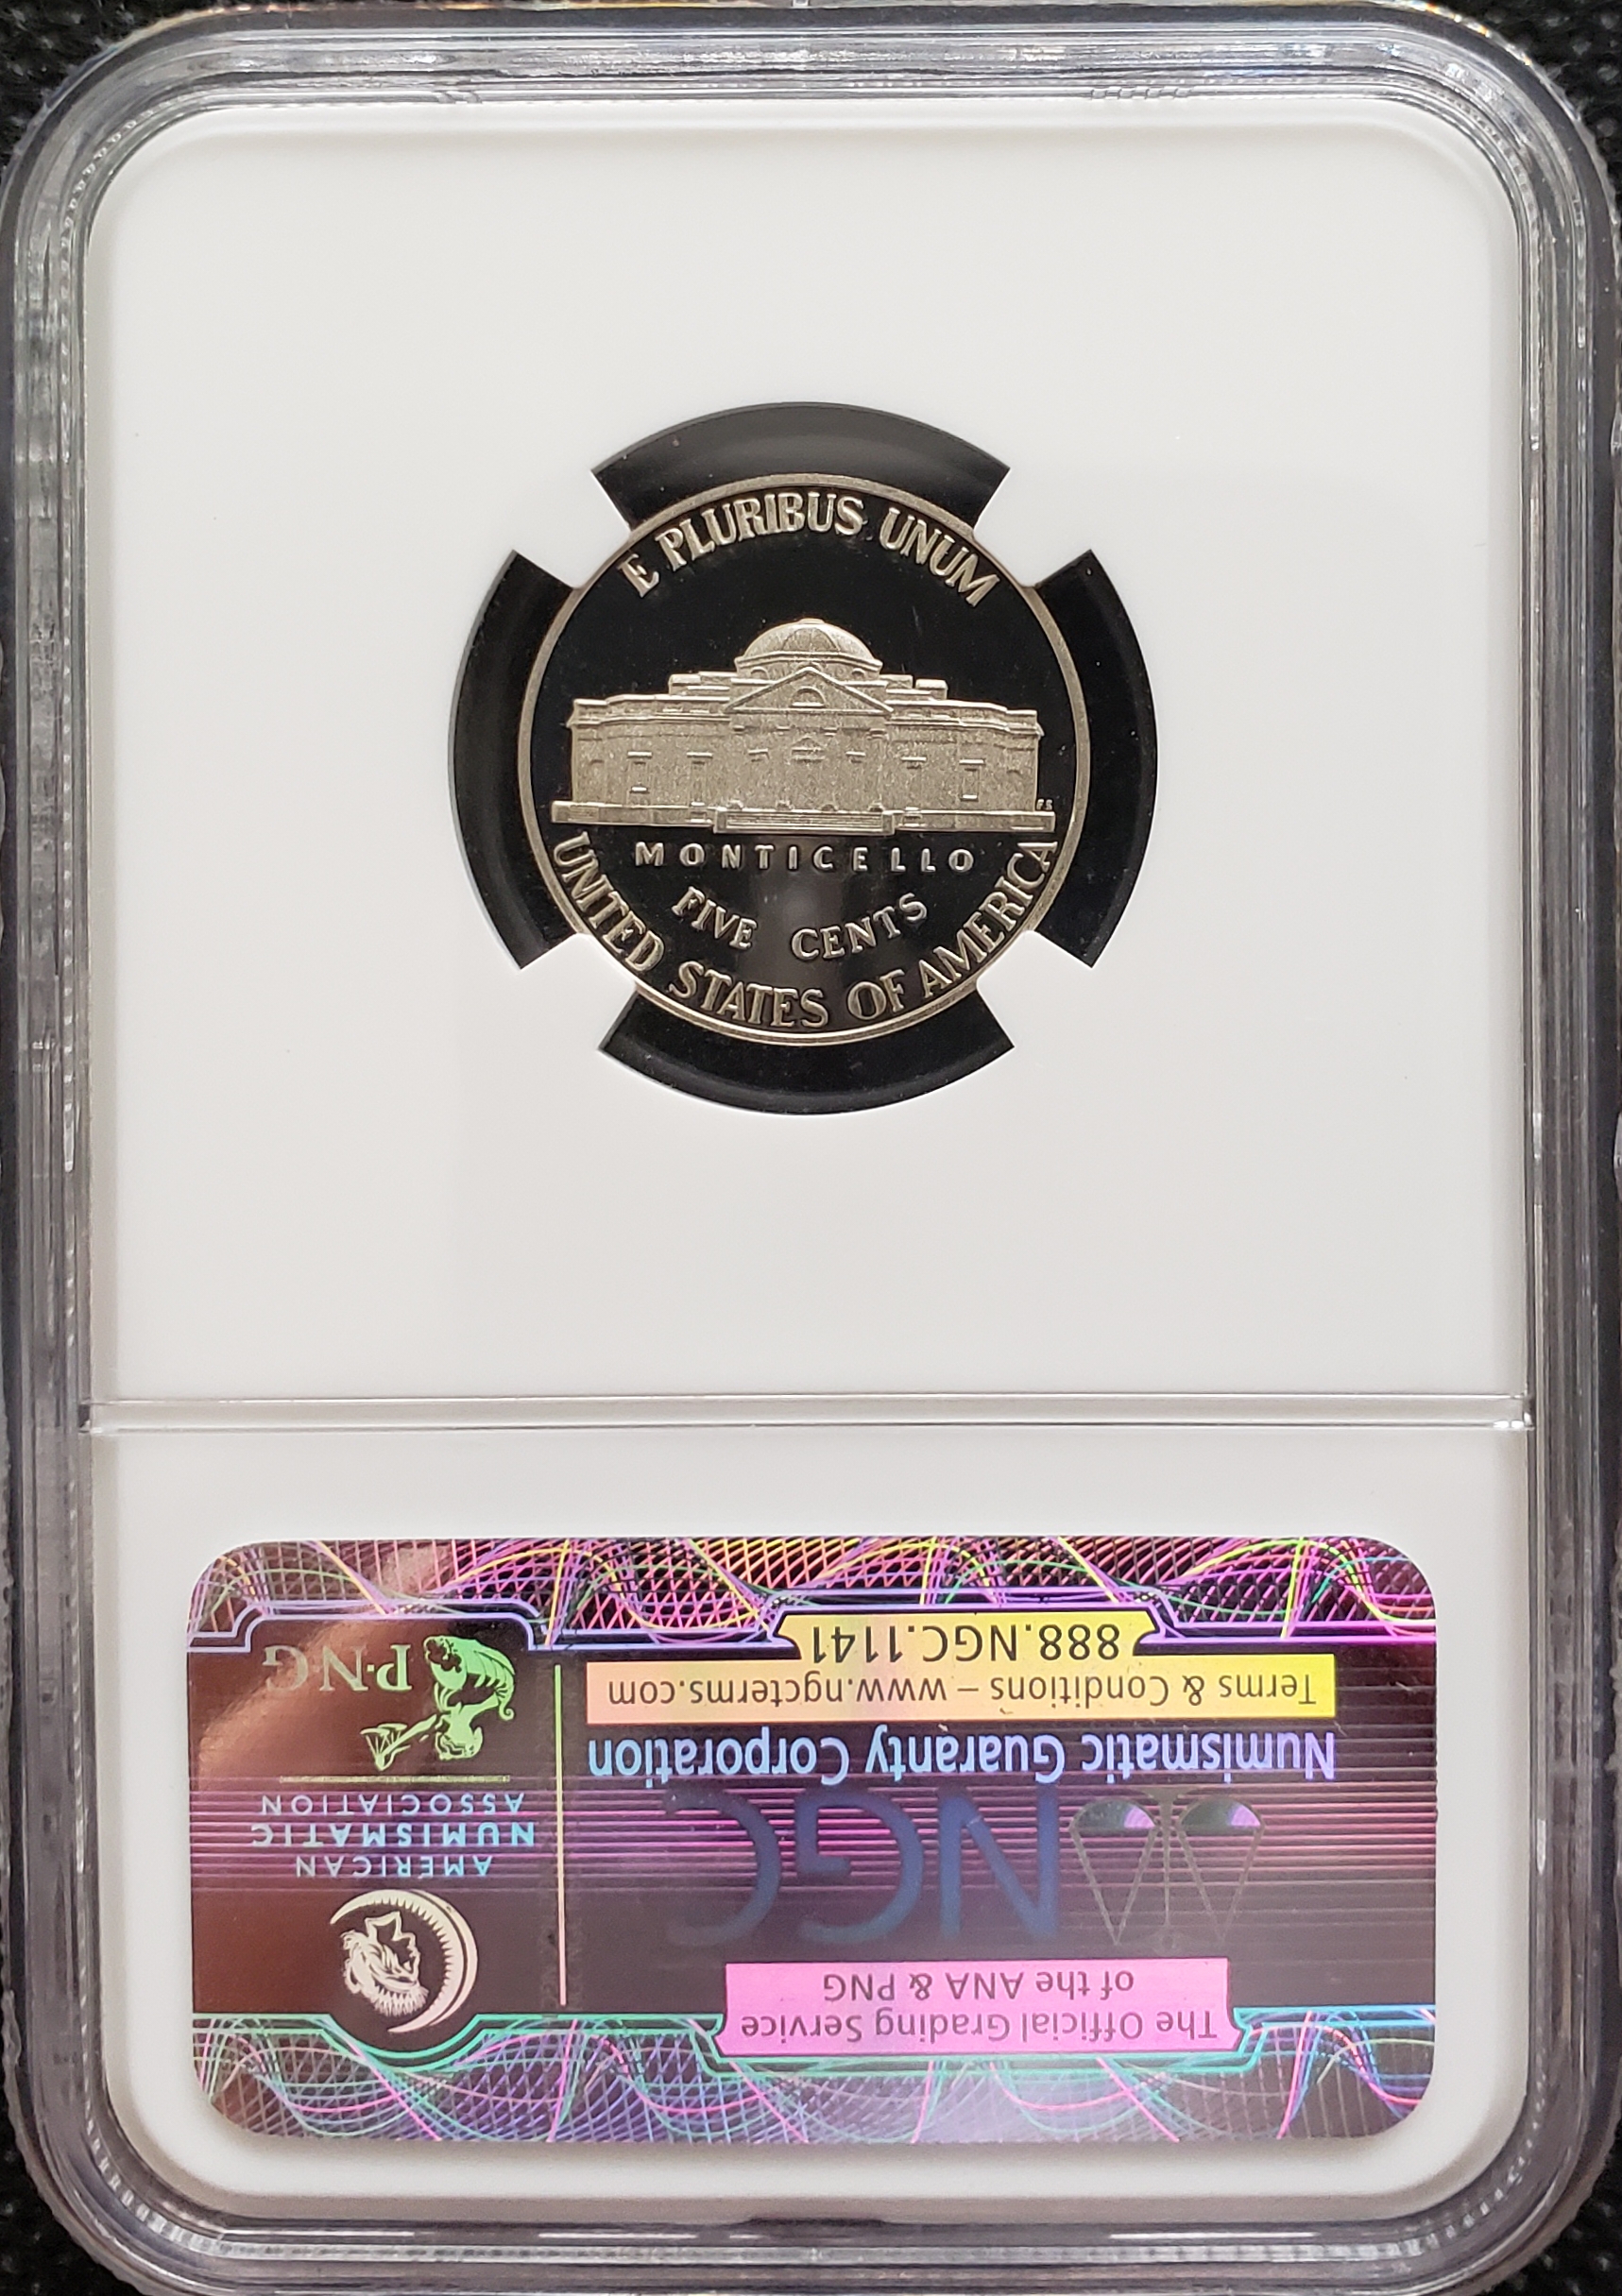 E PLURIBUS UNUM
FS
MONTICELLO
FIVE CENTS
UNITED STATES OF AMERICA
The Official Grading Service
of the ANA & PNG
NGC
Numismatic Guaranty Corporation
Terms & Conditions – www.ngcterms.com
888.NGC.1141
AMERICAN
NUMISMATIC
ASSOCIATION
P·N·G